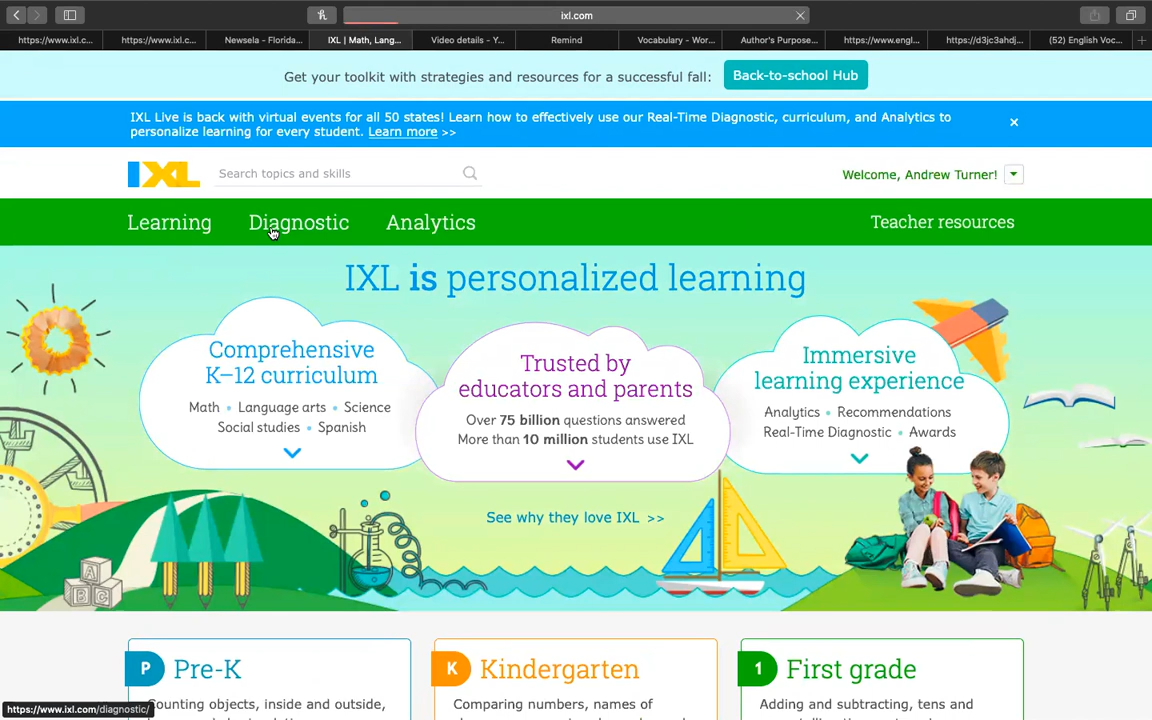 ixl.com
https://www.ixl.c...
https://www.ixl.c...
Newsela - Florida...
IXL | Math, Lang...
Video details - Y...
Remind
Vocabulary - Wor...
Author's Purpose...
https://www.engl...
https://d3jc3ahdj...
(52) English Voc...
Get your toolkit with strategies and resources for a successful fall:
Back-to-school Hub
IXL Live is back with virtual events for all 50 states! Learn how to effectively use our Real-Time Diagnostic, curriculum, and Analytics to
personalize learning for every student. Learn more >>
IXL
Search topics and skills
Welcome, Andrew Turner!
Learning
Diagnostic
Analytics
Teacher resources
IXL is personalized learning
Comprehensive
K–12 curriculum
Math • Language arts • Science
Social studies • Spanish
Trusted by
educators and parents
Over 75 billion questions answered
More than 10 million students use IXL
Immersive
learning experience
Analytics • Recommendations
Real-Time Diagnostic • Awards
See why they love IXL >>
A
B C
P Pre-K
Counting objects, inside and outside,
K Kindergarten
Comparing numbers, names of
1 First grade
Adding and subtracting, tens and
https://www.ixl.com/diagnostic/